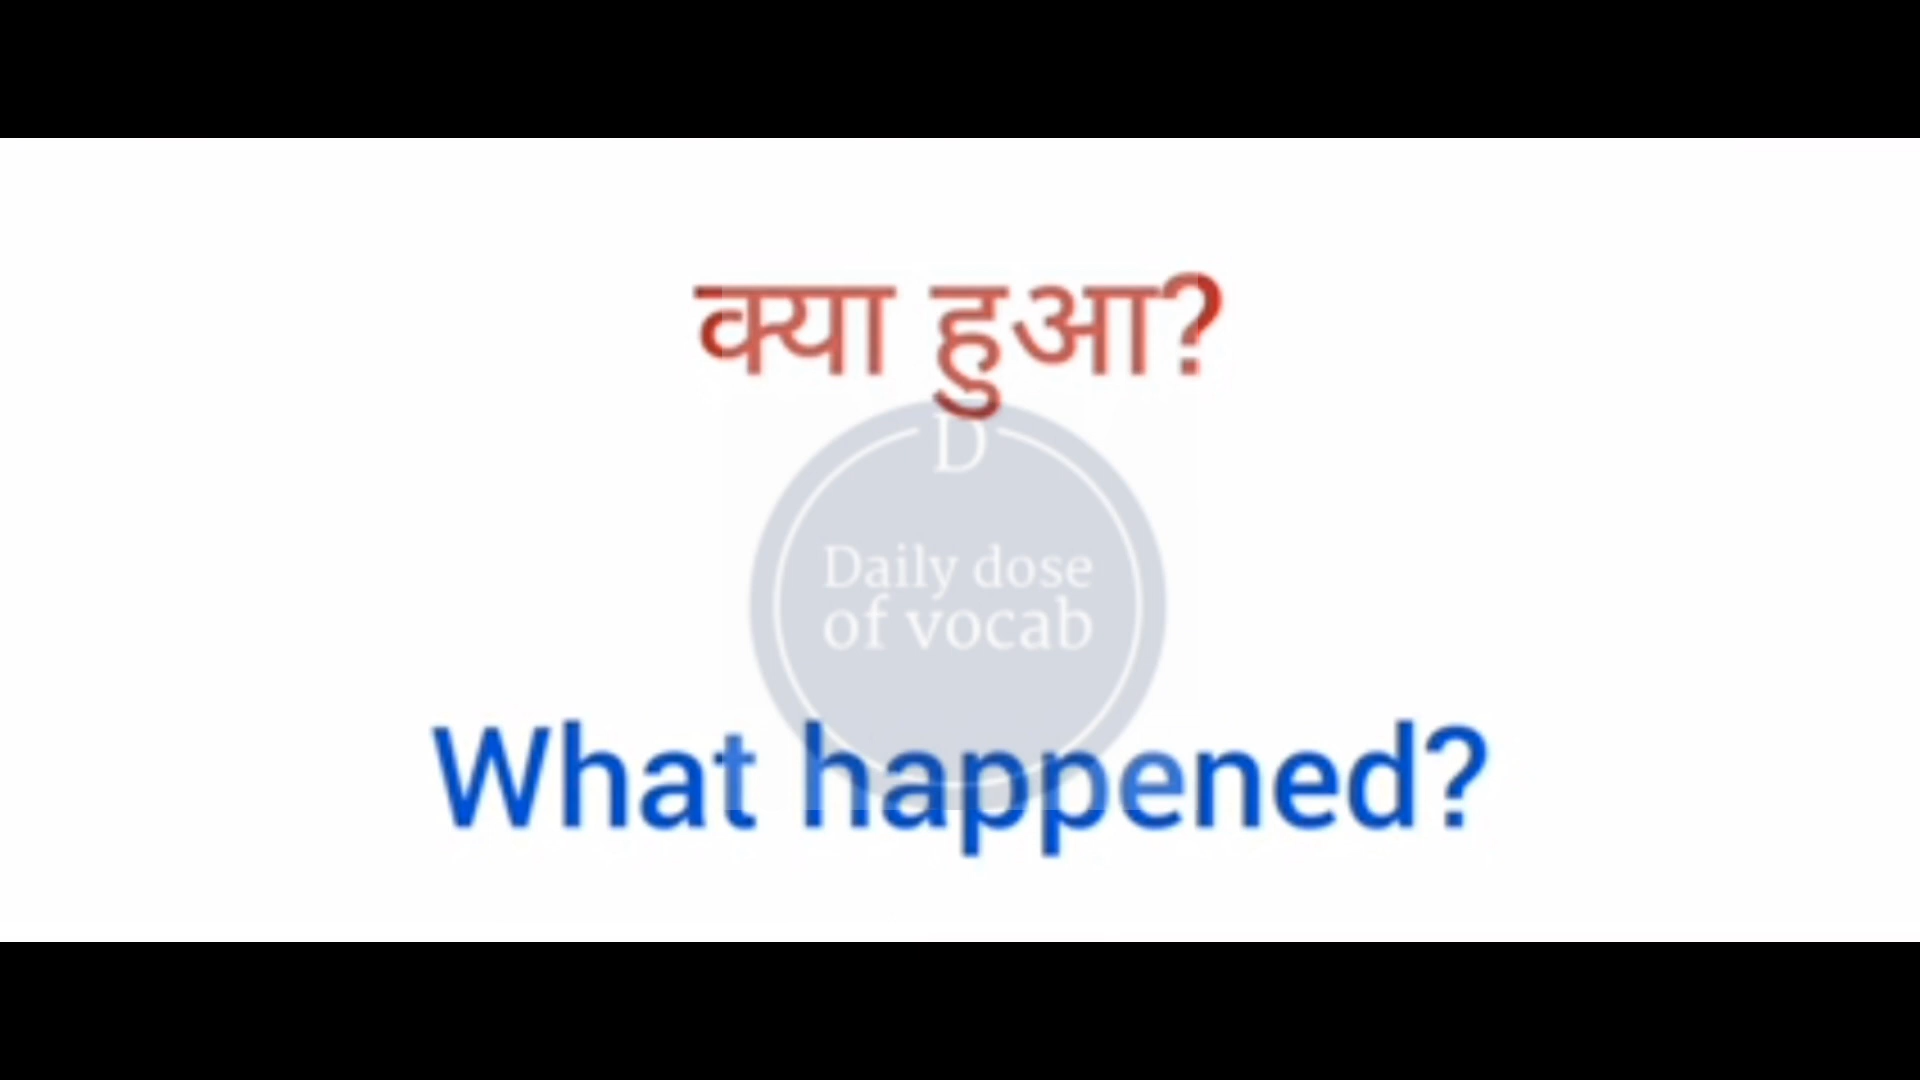 क्या हुआ?
D
Daily dose
of vocab
What happened?